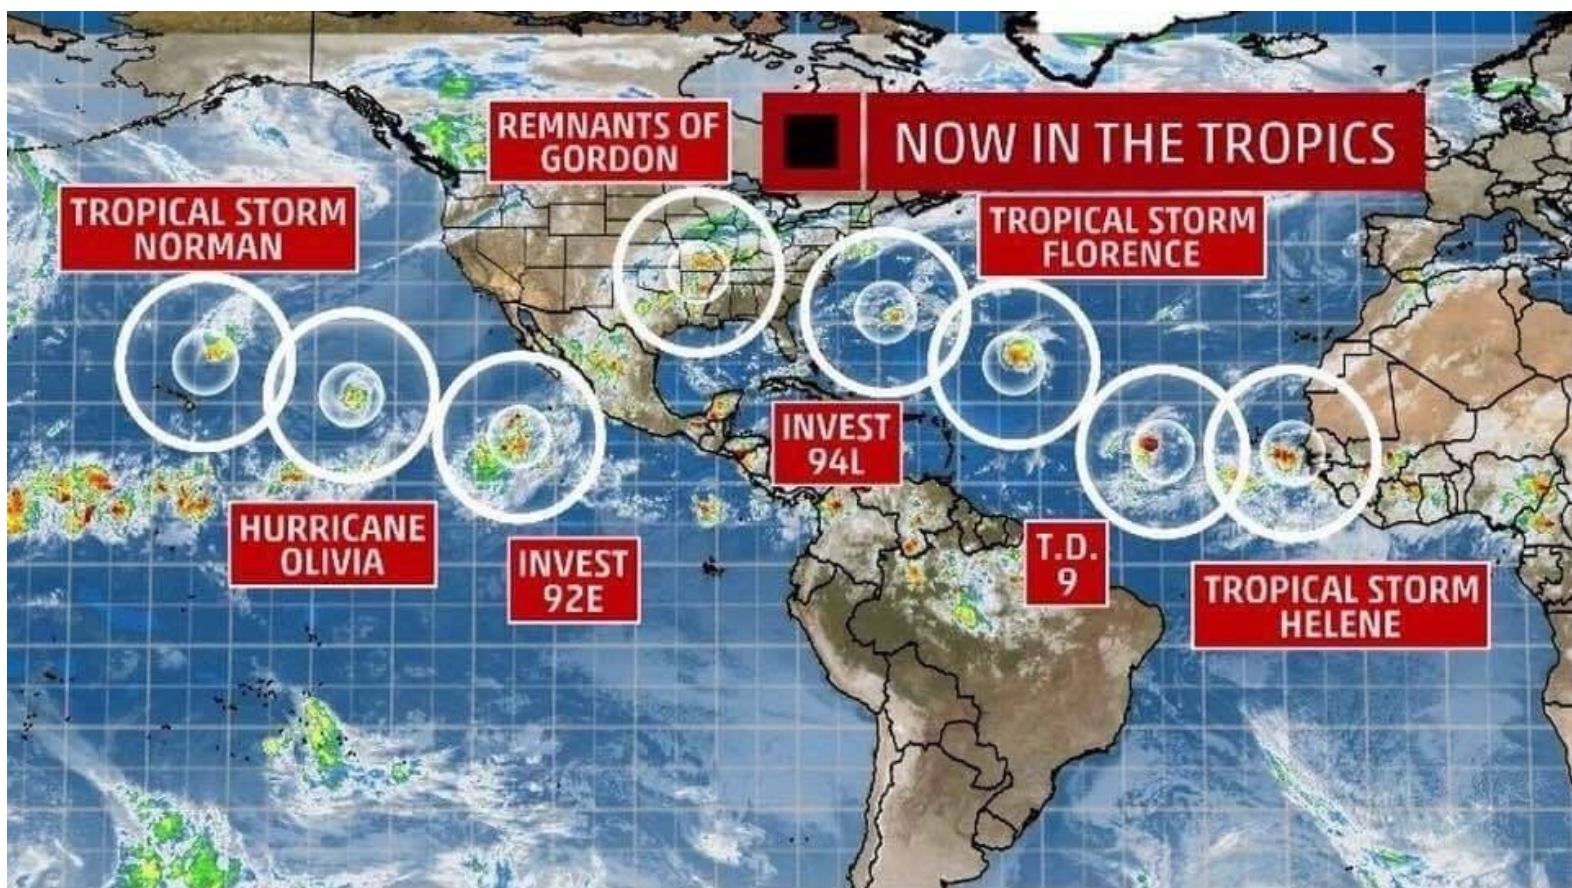 REMNANTS OF
GORDON
NOW IN THE TROPICS
TROPICAL STORM
NORMAN
TROPICAL STORM
FLORENCE
INVEST
94L
HURRICANE
OLIVIA
INVEST
92E
T.D.
9
TROPICAL STORM
HELENE